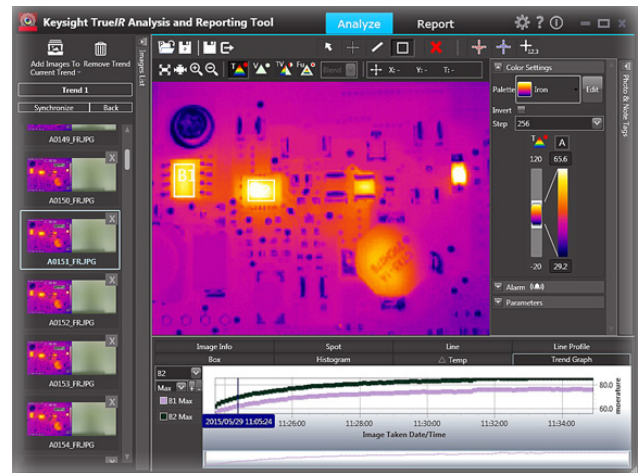 Keysight TrueIR Analysis and Reporting Tool
Analyze
Report
Add Images To Current Trend
Remove Trend
Trend 1
Synchronize
Back
Images List
A0149_FR.JPG
A0150_FR.JPG
A0151_FR.JPG
A0152_FR.JPG
A0153_FR.JPG
A0154_FR.JPG
Blend
X: -
Y: -
T: -
1,2,3
B1
Color Settings
Palette
Iron
Edit
Invert
Step
256
T
A
120
65.6
-20
29.2
Alarm
Parameters
Photo & Note Tags
Image Info
Spot
Line
Line Profile
Box
Histogram
△ Temp
Trend Graph
B2
Max
B1 Max
B2 Max
80.0
60.0
2015/05/29 11:05:24
11:26:00
11:28:00
11:30:00
11:32:00
11:34:00
Image Taken Date/Time